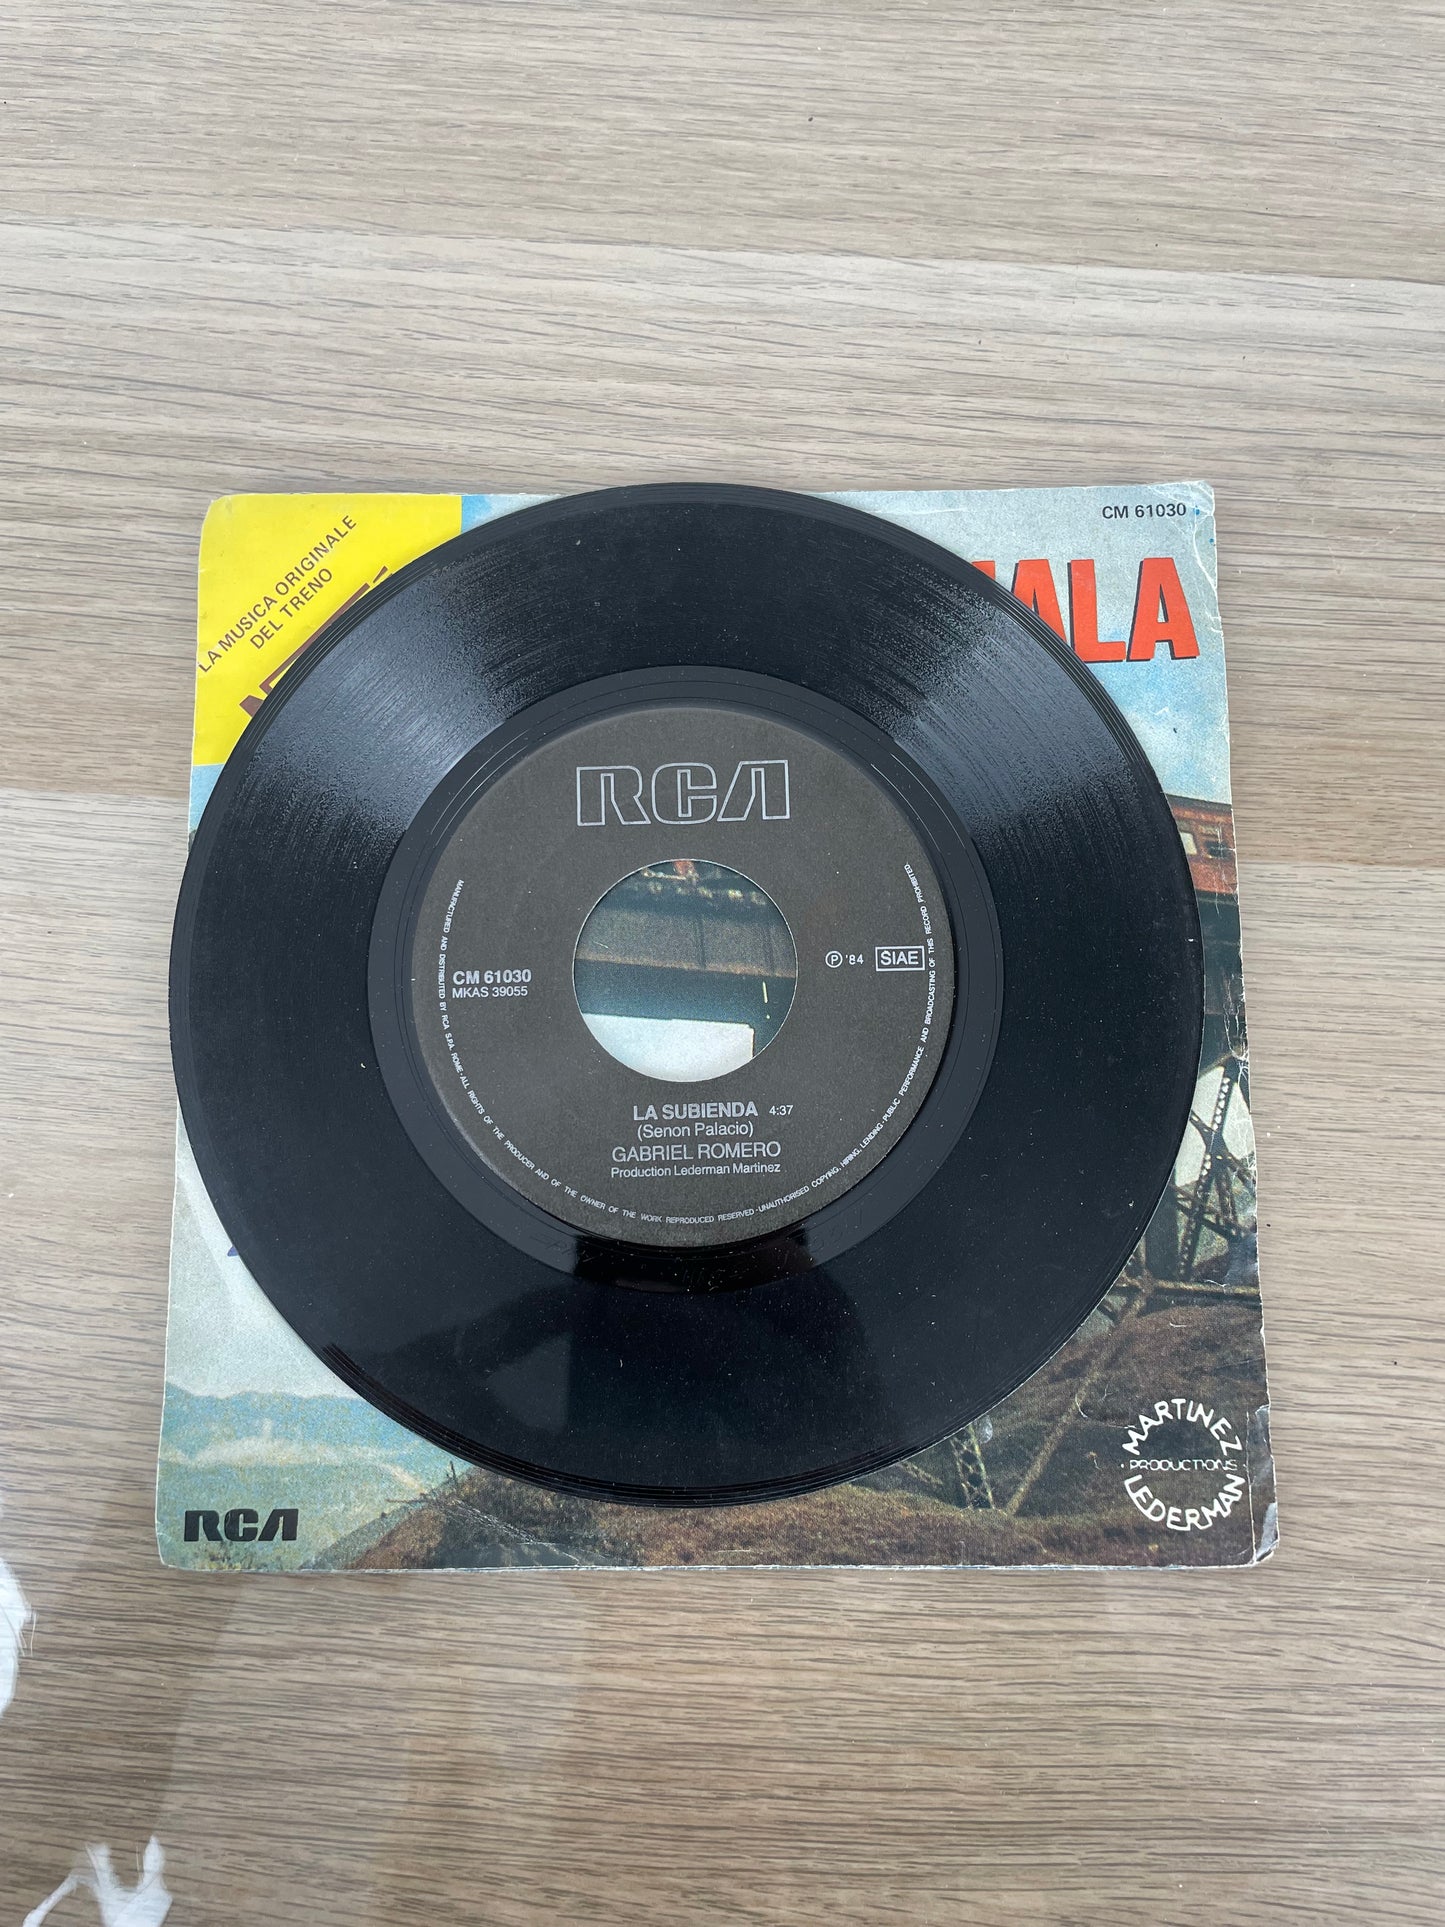 CM 61030
LA MUSICA ORIGINALE
DEL TRENO
RCA
CM 61030
MKAS 39055
Ⓟ '84 SIAE
LA SUBIENDA 4:37
(Senon Palacio)
GABRIEL ROMERO
Production Lederman Martinez
MANUFACTURED AND DISTRIBUTED BY RCA S.P.A. ROME - ALL RIGHTS OF THE PRODUCER AND OF THE OWNER OF THE WORK REPRODUCED RESERVED - UNAUTHORISED COPYING, HIRING, LENDING - PUBLIC PERFORMANCE AND BROADCASTING OF THIS RECORD PROHIBITED.
MARTINEZ
· PRODUCTIONS ·
LEDERMAN
RCA